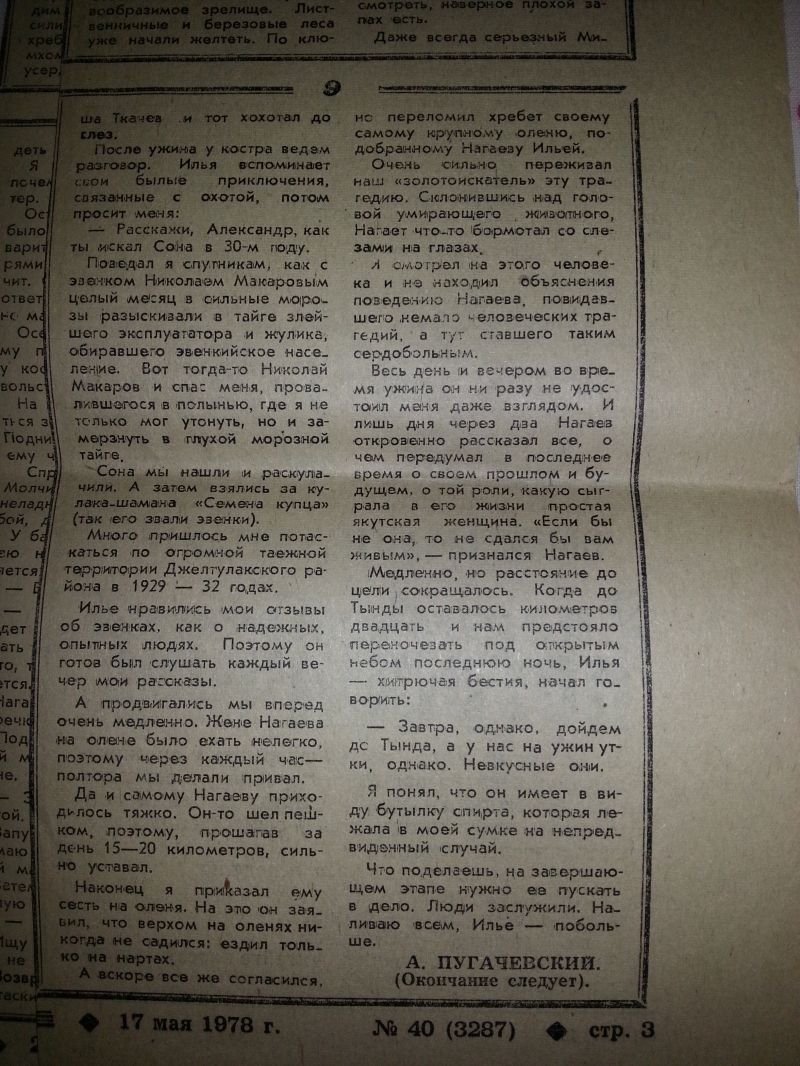 вообразимое зрелище. Лист-
венничные и березовые леса
уже начали желтеть. По клю-
смотреть, наверное плохой за-
пах есть.
Даже всегда серьезный Ми-
9
ша Ткачев и тот хохотал до
слез.
После ужина у костра ведем
разговор. Илья вспоминает
свои былые приключения,
связанные с охотой, потом
просит меня:
— Расскажи, Александр, как
ты искал Сона в 30-м году.
Поведал я спутникам, как с
эвенком Николаем Макаровым
целый месяц в сильные моро-
зы разыскивали в тайге злей-
шего эксплуататора и жулика,
обиравшего эвенкийское насе-
ление. Вот тогда-то Николай
Макаров и спас меня, прова-
лившегося в полынью, где я не
только мог утонуть, но и за-
мерзнуть в глухой морозной
тайге.
Сона мы нашли и раскула-
чили. А затем взялись за ку-
лака-шамана «Семена купца»
(так его звали эвенки).
Много пришлось мне потас-
каться по огромной таежной
территории Джелтулакского ра-
йона в 1929 — 32 годах.
Илье нравились мои отзывы
об эвенках, как о надежных,
опытных людях. Поэтому он
готов был слушать каждый ве-
чер мои рассказы.
А продвигались мы вперед
очень медленно. Жене Нагаева
на олене было ехать нелегко,
поэтому через каждый час—
полтора мы делали привал.
Да и самому Нагаеву прихо-
дилось тяжко. Он-то шел пеш-
ком, поэтому, прошагав за
день 15—20 километров, силь-
но уставал.
Наконец я приказал ему
сесть на оленя. На это он зая-
вил, что верхом на оленях ни-
когда не садился: ездил толь-
ко на нартах.
А вскоре все же согласился,
но переломил хребет своему
самому крупному оленю, по-
добранному Нагаеву Ильей.
Очень сильно переживал
наш «золотоискатель» эту тра-
гедию. Склонившись над голо-
вой умирающего животного,
Нагает что-то бормотал со сле-
зами на глазах.
Я смотрел на этого челове-
ка и не находил объяснения
поведению Нагаева, повидав-
шего немало человеческих тра-
гедий, а тут ставшего таким
сердобольным.
Весь день и вечером во вре-
мя ужина он ни разу не удос-
тоил меня даже взглядом. И
лишь дня через два Нагаев
откровенно рассказал все, о
чем передумал в последнее
время о своем прошлом и бу-
дущем, о той роли, какую сыг-
рала в его жизни простая
якутская женщина. «Если бы
не она, то не сдался бы вам
живым», — признался Нагаев.
Медленно, но расстояние до
цели сокращалось. Когда до
Тынды оставалось километров
двадцать и нам предстояло
переночевать под открытым
небом последнюю ночь, Илья
— хитрючая бестия, начал го-
ворить:
— Завтра, однако, дойдем
до Тында, а у нас на ужин ут-
ки, однако. Невкусные они.
Я понял, что он имеет в ви-
ду бутылку спирта, которая ле-
жала в моей сумке на непред-
виденный случай.
Что поделаешь, на завершаю-
щем этапе нужно ее пускать
в дело. Люди заслужили. На-
ливаю всем, Илье — поболь-
ше.
А. ПУГАЧЕВСКИЙ.
(Окончание следует).
◆ 17 мая 1978 г. № 40 (3287) ◆ стр. 3